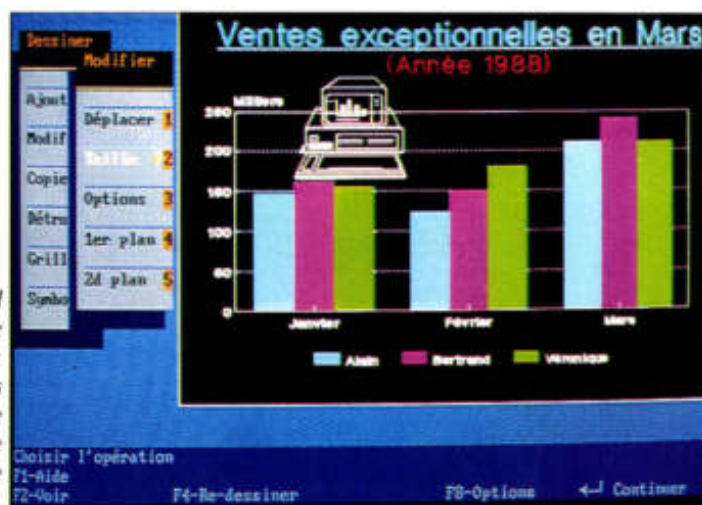 Ventes exceptionnelles en Mars
(Année 1988)
Dessiner
Modifier
Ajout
Modif
Copie
Détru
Grill
Symbo
Déplacer 1
Taille 2
Options 3
1er plan 4
2d plan 5
Milliers
250
200
150
100
50
0
Janvier Février Mars
Alain Bertrand Véronique
Choisir l'opération
F1-Aide
F2-Voir F4-Re-dessiner F8-Options ↵ Continuer